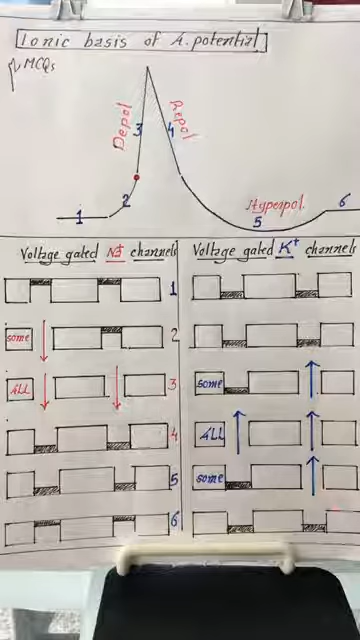 Ionic basis of A.potential
MCQs
Depol
Repol
3
4
Hyperpol.
1
2
5
6
Voltage gated Na+ channels
Voltage gated K+ channels
1
some
2
ALL
3
some
4
ALL
5
some
6